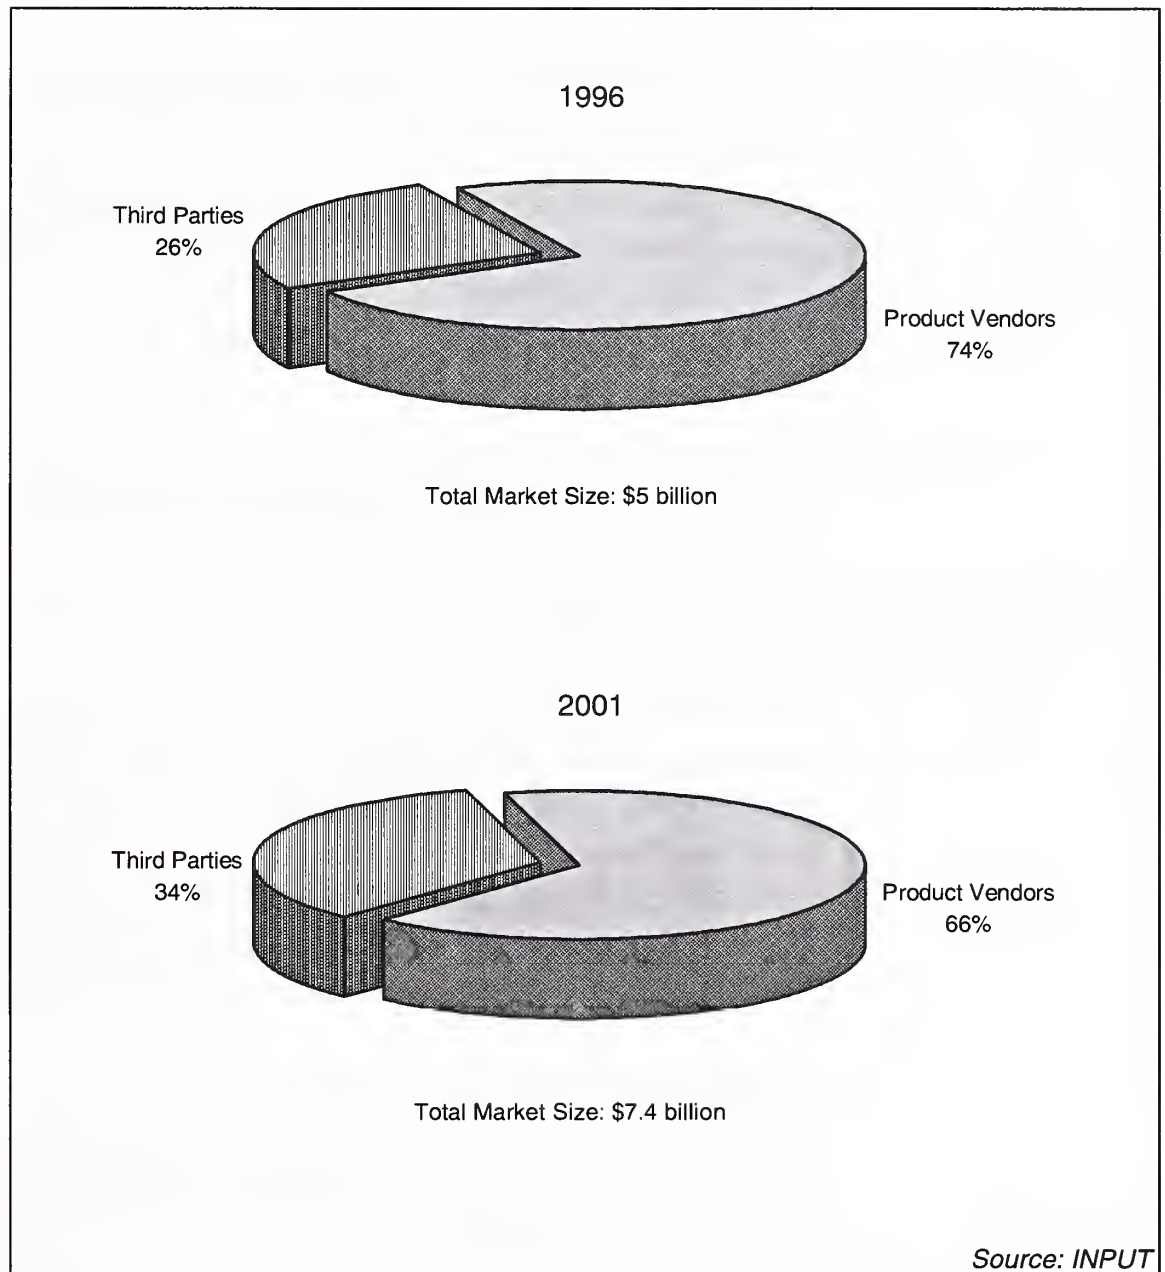 1996
Third Parties
26%
Product Vendors
74%
Total Market Size: $5 billion
2001
Third Parties
34%
Product Vendors
66%
Total Market Size: $7.4 billion
Source: INPUT